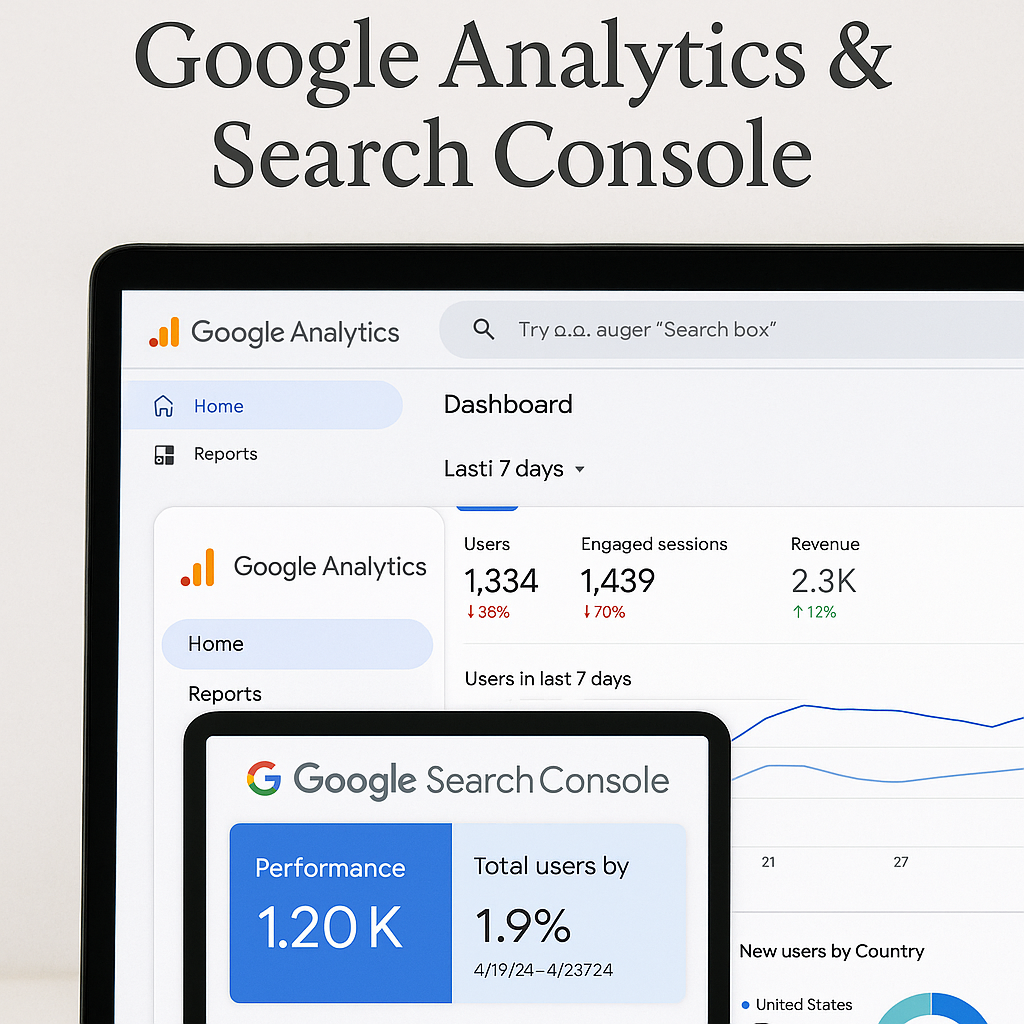 Google Analytics &
Search Console
Google Analytics
Try o.o. auger "Search box"
Home
Dashboard
Reports
Lasti 7 days
Google Analytics
Home
Reports
Users
Engaged sessions
Revenue
1,334
1,439
2.3K
↓38%
↓70%
↑12%
Users in last 7 days
21
27
New users by Country
United States
Google Search Console
Performance
1.20 K
Total users by
1.9%
4/19/24–4/23724